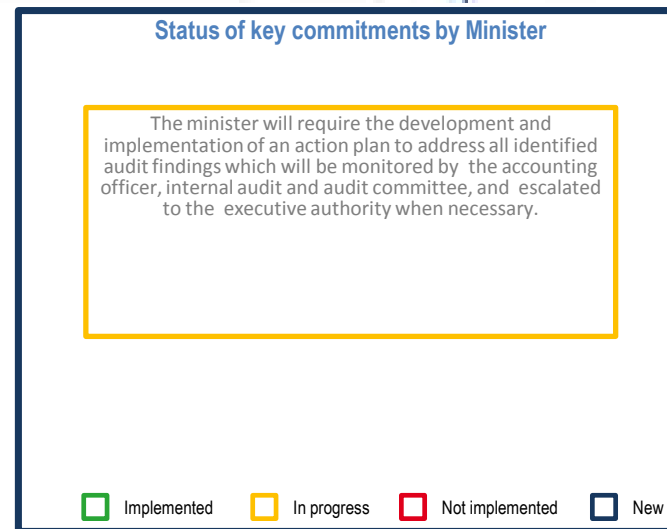 Status of key commitments by Minister
The minister will require the development and
implementation of an action plan to address all identified
audit findings which will be monitored by the accounting
officer, internal audit and audit committee, and escalated
to the executive authority when necessary.
Implemented In progress Not implemented New